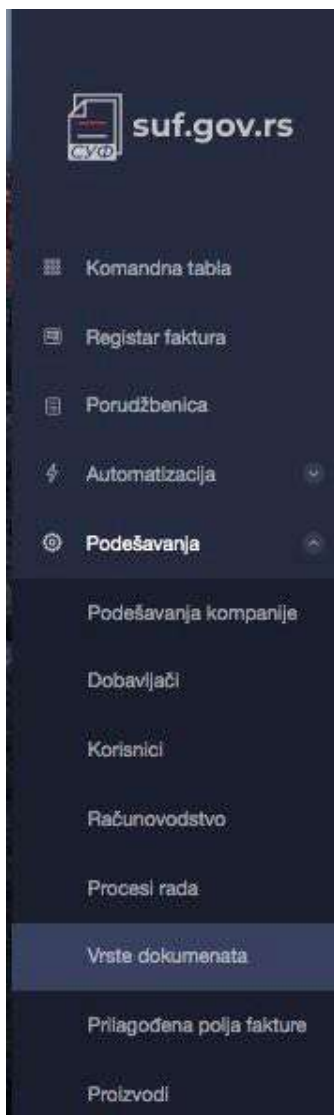 СУФ
suf.gov.rs
Komandna tabla
Registar faktura
Porudžbenica
Automatizacija
Podešavanja
Podešavanja kompanije
Dobavljači
Korisnici
Računovodstvo
Procesi rada
Vrste dokumenata
Prilagođena polja fakture
Proizvodi